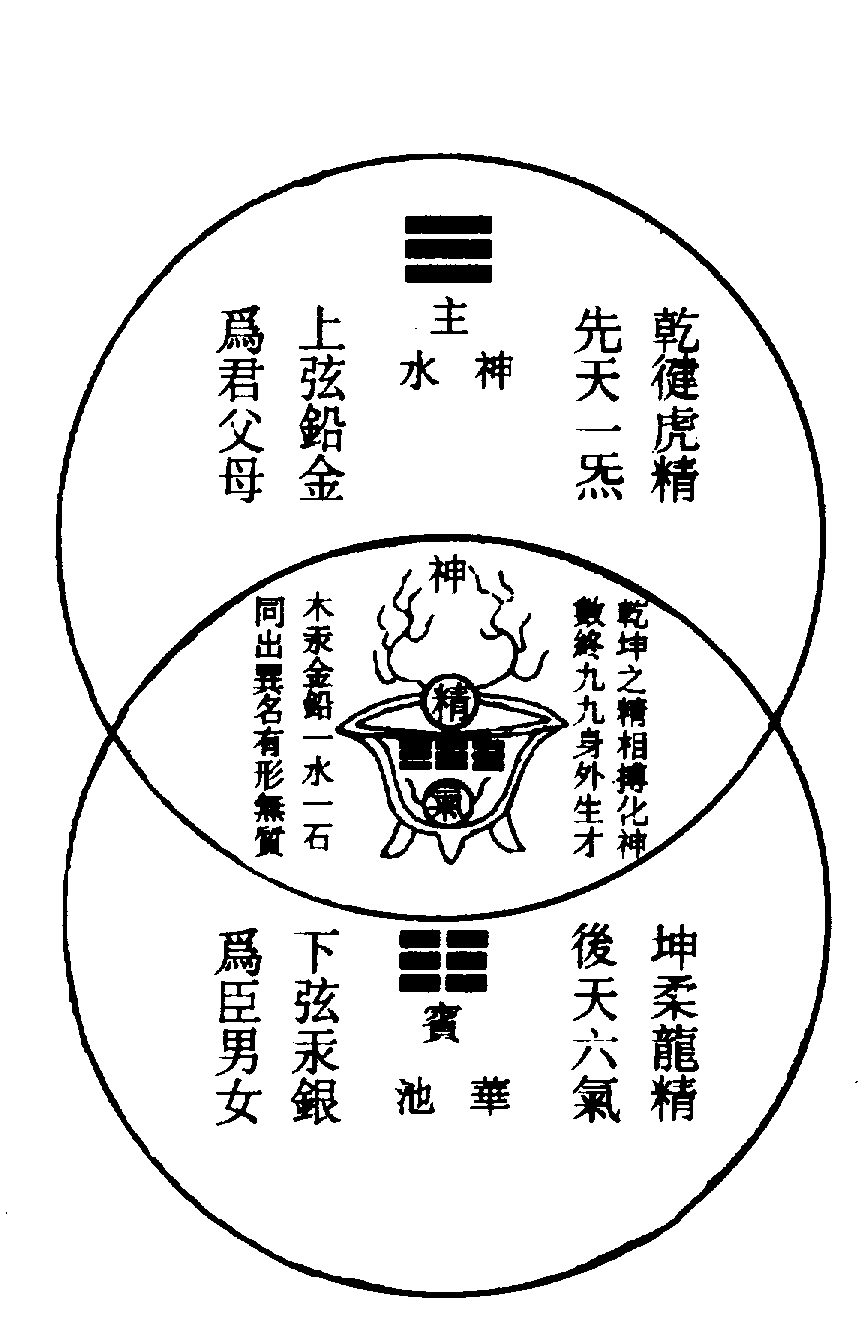 乾徤虎精
先天一炁
主
神水
上弦鉛金
爲君父母
乾坤之精相摶化神
數終九九身外生才
神
精
氣
木汞金鉛一水一石
同出異名有形無質
坤柔龍精
後天六氣
賓
華池
下弦汞銀
爲臣男女